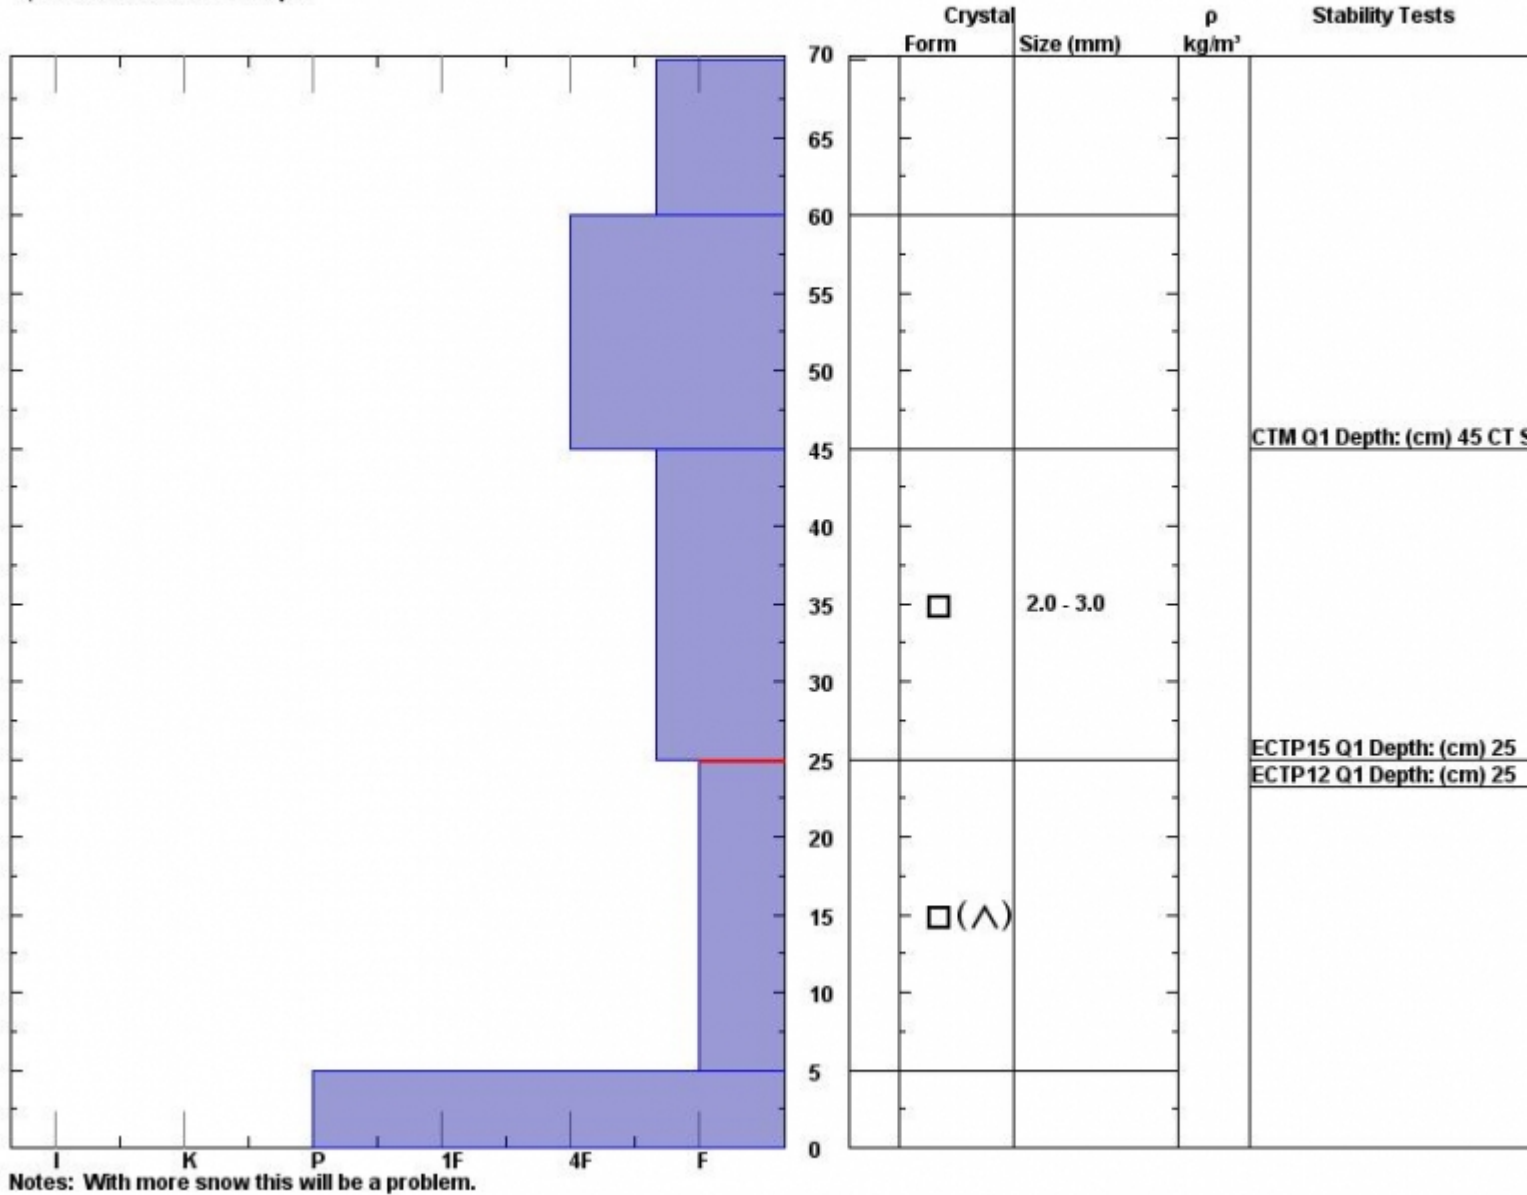 Crystal ρ Stability Tests
Form Size (mm) kg/m³
70
65
60
55
50
CTM Q1 Depth: (cm) 45 CT S
45
40
35 2.0 - 3.0
30
ECTP15 Q1 Depth: (cm) 25
25
ECTP12 Q1 Depth: (cm) 25
20
15
10
5
0
I K P 1F 4F F
Notes: With more snow this will be a problem.